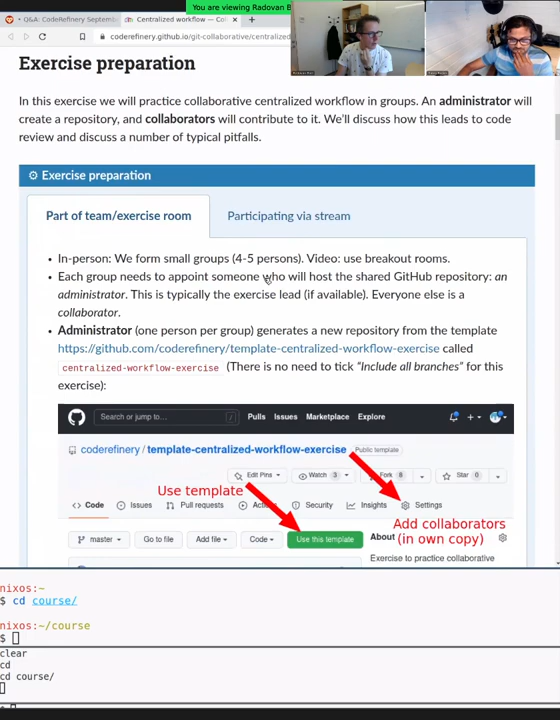 You are viewing Radovan B
Q&A: CodeRefinery Septemb
Centralized workflow — Co
coderefinery.github.io/git-collaborative/centralized
Exercise preparation
In this exercise we will practice collaborative centralized workflow in groups. An administrator will
create a repository, and collaborators will contribute to it. We'll discuss how this leads to code
review and discuss a number of typical pitfalls.
Exercise preparation
Part of team/exercise room
Participating via stream
In-person: We form small groups (4-5 persons). Video: use breakout rooms.
Each group needs to appoint someone who will host the shared GitHub repository: an
administrator. This is typically the exercise lead (if available). Everyone else is a
collaborator.
Administrator (one person per group) generates a new repository from the template
https://github.com/coderefinery/template-centralized-workflow-exercise called
centralized-workflow-exercise (There is no need to tick "Include all branches" for this
exercise):
Search or jump to... / Pulls Issues Marketplace Explore
coderefinery / template-centralized-workflow-exercise Public template
Edit Pins Watch 3 Fork 8 Star 0
Use template
Code Issues Pull requests Security Insights Settings
Add collaborators
(in own copy)
master Go to file Add file Code Use this template About
Exercise to practice collaborative
nixos:~
$ cd course/
nixos:~/course
$
clear
cd
cd course/